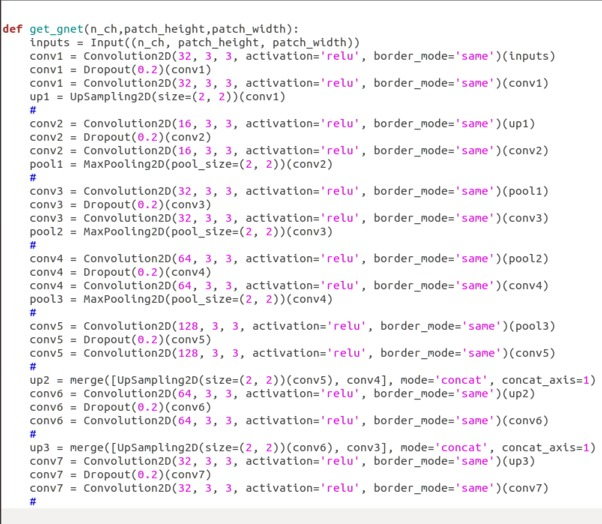 def get_gnet(n_ch,patch_height,patch_width):
    inputs = Input((n_ch, patch_height, patch_width))
    conv1 = Convolution2D(32, 3, 3, activation='relu', border_mode='same')(inputs)
    conv1 = Dropout(0.2)(conv1)
    conv1 = Convolution2D(32, 3, 3, activation='relu', border_mode='same')(conv1)
    up1 = UpSampling2D(size=(2, 2))(conv1)
    #
    conv2 = Convolution2D(16, 3, 3, activation='relu', border_mode='same')(up1)
    conv2 = Dropout(0.2)(conv2)
    conv2 = Convolution2D(16, 3, 3, activation='relu', border_mode='same')(conv2)
    pool1 = MaxPooling2D(pool_size=(2, 2))(conv2)
    #
    conv3 = Convolution2D(32, 3, 3, activation='relu', border_mode='same')(pool1)
    conv3 = Dropout(0.2)(conv3)
    conv3 = Convolution2D(32, 3, 3, activation='relu', border_mode='same')(conv3)
    pool2 = MaxPooling2D(pool_size=(2, 2))(conv3)
    #
    conv4 = Convolution2D(64, 3, 3, activation='relu', border_mode='same')(pool2)
    conv4 = Dropout(0.2)(conv4)
    conv4 = Convolution2D(64, 3, 3, activation='relu', border_mode='same')(conv4)
    pool3 = MaxPooling2D(pool_size=(2, 2))(conv4)
    #
    conv5 = Convolution2D(128, 3, 3, activation='relu', border_mode='same')(pool3)
    conv5 = Dropout(0.2)(conv5)
    conv5 = Convolution2D(128, 3, 3, activation='relu', border_mode='same')(conv5)
    #
    up2 = merge([UpSampling2D(size=(2, 2))(conv5), conv4], mode='concat', concat_axis=1)
    conv6 = Convolution2D(64, 3, 3, activation='relu', border_mode='same')(up2)
    conv6 = Dropout(0.2)(conv6)
    conv6 = Convolution2D(64, 3, 3, activation='relu', border_mode='same')(conv6)
    #
    up3 = merge([UpSampling2D(size=(2, 2))(conv6), conv3], mode='concat', concat_axis=1)
    conv7 = Convolution2D(32, 3, 3, activation='relu', border_mode='same')(up3)
    conv7 = Dropout(0.2)(conv7)
    conv7 = Convolution2D(32, 3, 3, activation='relu', border_mode='same')(conv7)
    #